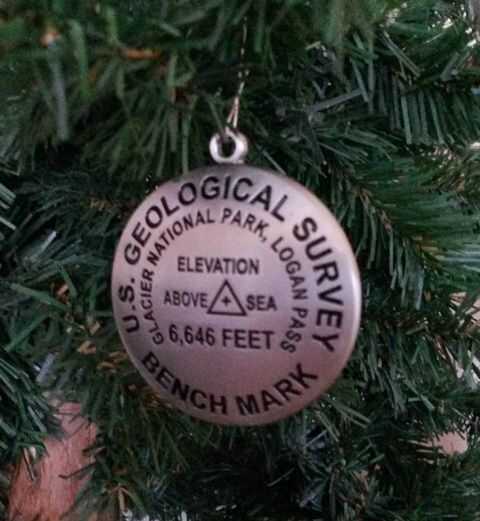 U.S. GEOLOGICAL SURVEY
GLACIER NATIONAL PARK, LOGAN PASS
ELEVATION
ABOVE SEA
6,646 FEET
BENCH MARK